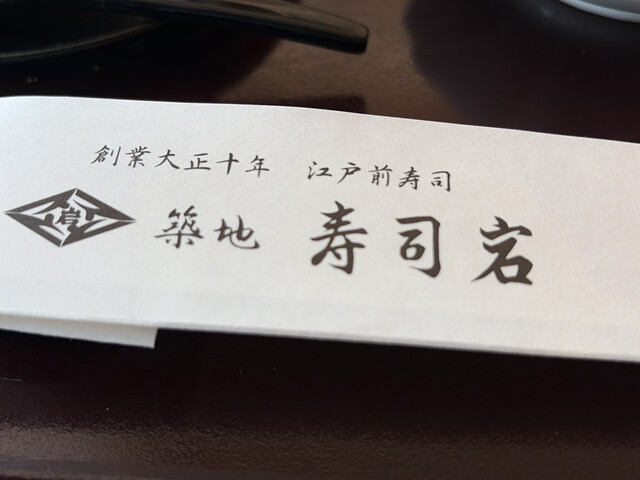 創業大正十年 江戸前寿司
築地 寿司岩